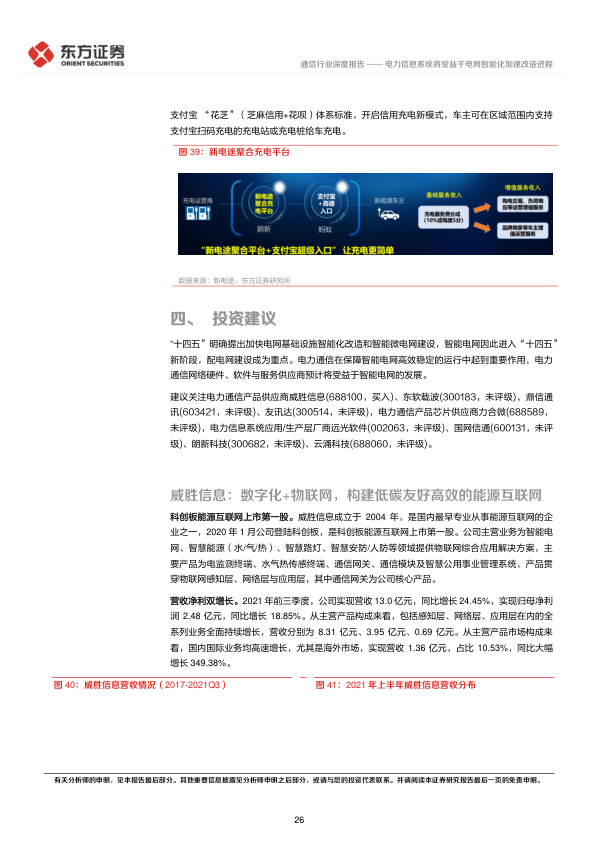 东方证券
ORIENT SECURITIES
通信行业深度报告 —— 电力信息系统将受益于电网智能化加速改造进程
支付宝 “花芝”（芝麻信用+花呗）体系标准，开启信用充电新模式，车主可在区域范围内支持
支付宝扫码充电的充电站或充电桩给车充电。
图 39：新电途聚合充电平台
充电运营商
新电途
聚合充
电平台
朗新
支付宝
+高德
入口
蚂蚁
新能源车主
基础服务收入
充电服务费分成
(10%或每度5分)
增值服务收入
购电交易、负荷响
应等运营增值服务
品牌商家等车主增
值运营服务
“新电途聚合平台+支付宝超级入口” 让充电更简单
数据来源：新电途，东方证券研究所
四、 投资建议
“十四五”明确提出加快电网基础设施智能化改造和智能微电网建设，智能电网因此进入“十四五”
新阶段，配电网建设成为重点。电力通信在保障智能电网高效稳定的运行中起到重要作用，电力
通信网络硬件、软件与服务供应商预计将受益于智能电网的发展。
建议关注电力通信产品供应商威胜信息(688100，买入)、东软载波(300183，未评级)、鼎信通
讯(603421，未评级)、友讯达(300514，未评级)，电力通信产品芯片供应商力合微(688589，
未评级)，电力信息系统应用/生产层厂商远光软件(002063，未评级)、国网信通(600131，未评
级)、朗新科技(300682，未评级)、云涌科技(688060，未评级)。
威胜信息：数字化+物联网，构建低碳友好高效的能源互联网
科创板能源互联网上市第一股。威胜信息成立于 2004 年，是国内最早专业从事能源互联网的企
业之一，2020 年 1 月公司登陆科创板，是科创板能源互联网上市第一股。公司主营业务为智能电
网、智慧能源（水/气/热）、智慧路灯、智慧安防/人防等领域提供物联网综合应用解决方案，主
要产品为电监测终端、水气热传感终端、通信网关、通信模块及智慧公用事业管理系统，产品贯
穿物联网感知层、网络层与应用层，其中通信网关为公司核心产品。
营收净利双增长。2021 年前三季度，公司实现营收 13.0 亿元，同比增长 24.45%，实现归母净利
润 2.48 亿元，同比增长 18.85%。从主营产品构成来看，包括感知层、网络层、应用层在内的全
系列业务全面持续增长，营收分别为 8.31 亿元、3.95 亿元、0.69 亿元。从主营产品市场构成来
看，国内国际业务均高速增长，尤其是海外市场，实现营收 1.36 亿元，占比 10.53%，同比大幅
增长 349.38%。
图 40：威胜信息营收情况（2017-2021Q3）
图 41：2021 年上半年威胜信息营收分布
有关分析师的申明，见本报告最后部分。其他重要信息披露见分析师申明之后部分，或请与您的投资代表联系。并请阅读本证券研究报告最后一页的免责申明。
26